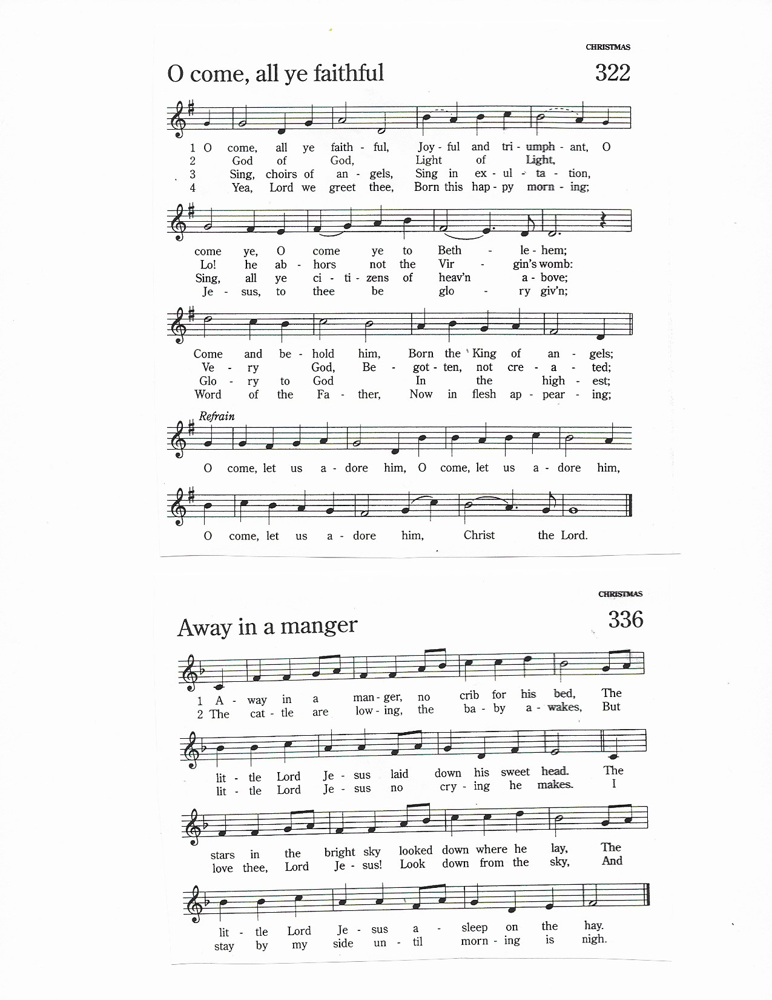 CHRISTMAS
O come, all ye faithful 322
1 O come, all ye faith - ful, Joy - ful and tri - umph - ant, O
2 God of God, Light of Light,
3 Sing, choirs of an - gels, Sing in ex - ul - ta - tion,
4 Yea, Lord we greet thee, Born this hap - py morn - ing;
come ye, O come ye to Beth - le - hem;
Lo! he ab - hors not the Vir - gin's womb:
Sing, all ye ci - ti - zens of heav'n a - bove;
Je - sus, to thee be glo - ry giv'n;
Come and be - hold him, Born the King of an - gels;
Ve - ry God, Be - got - ten, not cre - a - ted;
Glo - ry to God In the high - est;
Word of the Fa - ther, Now in flesh ap - pear - ing;
Refrain
O come, let us a - dore him, O come, let us a - dore him,
O come, let us a - dore him, Christ the Lord.
CHRISTMAS
Away in a manger 336
1 A - way in a man - ger, no crib for his bed, The
2 The cat - tle are low - ing, the ba - by a - wakes, But
lit - tle Lord Je - sus laid down his sweet head. The
lit - tle Lord Je - sus no cry - ing he makes. I
stars in the bright sky looked down where he lay, The
love thee, Lord Je - sus! Look down from the sky, And
lit - tle Lord Je - sus a - sleep on the hay.
stay by my side un - til morn - ing is nigh.